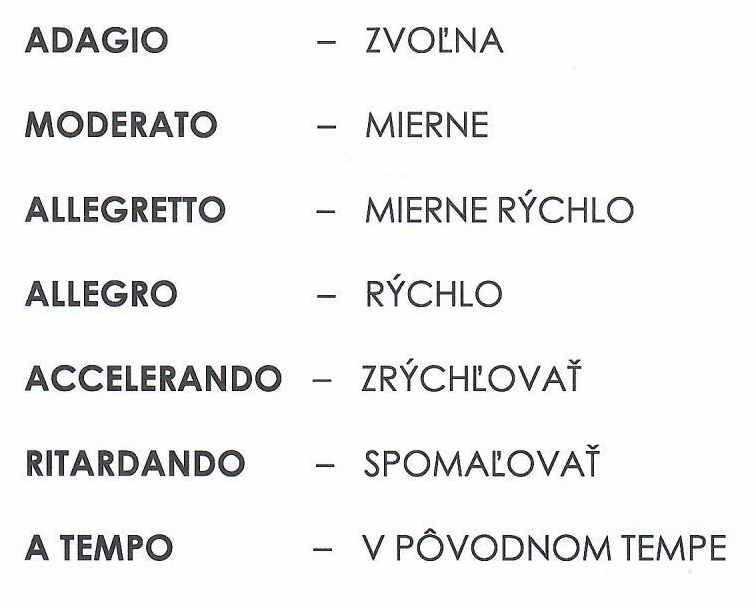 ADAGIO – ZVOĽNA
MODERATO – MIERNE
ALLEGRETTO – MIERNE RÝCHLO
ALLEGRO – RÝCHLO
ACCELERANDO – ZRÝCHĽOVAŤ
RITARDANDO – SPOMAĽOVAŤ
A TEMPO – V PÔVODNOM TEMPE